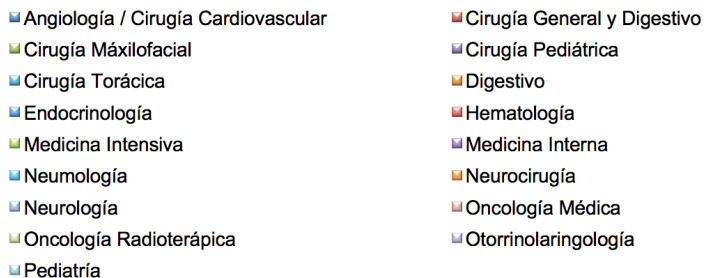 Angiología / Cirugía Cardiovascular
Cirugía General y Digestivo
Cirugía Máxilofacial
Cirugía Pediátrica
Cirugía Torácica
Digestivo
Endocrinología
Hematología
Medicina Intensiva
Medicina Interna
Neumología
Neurocirugía
Neurología
Oncología Médica
Oncología Radioterápica
Otorrinolaringología
Pediatría